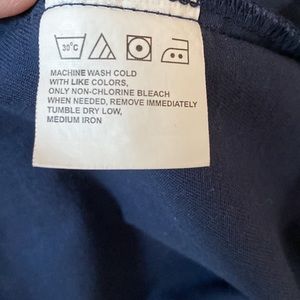 30°C
MACHINE WASH COLD
WITH LIKE COLORS,
ONLY NON-CHLORINE BLEACH
WHEN NEEDED, REMOVE IMMEDIATELY
TUMBLE DRY LOW,
MEDIUM IRON